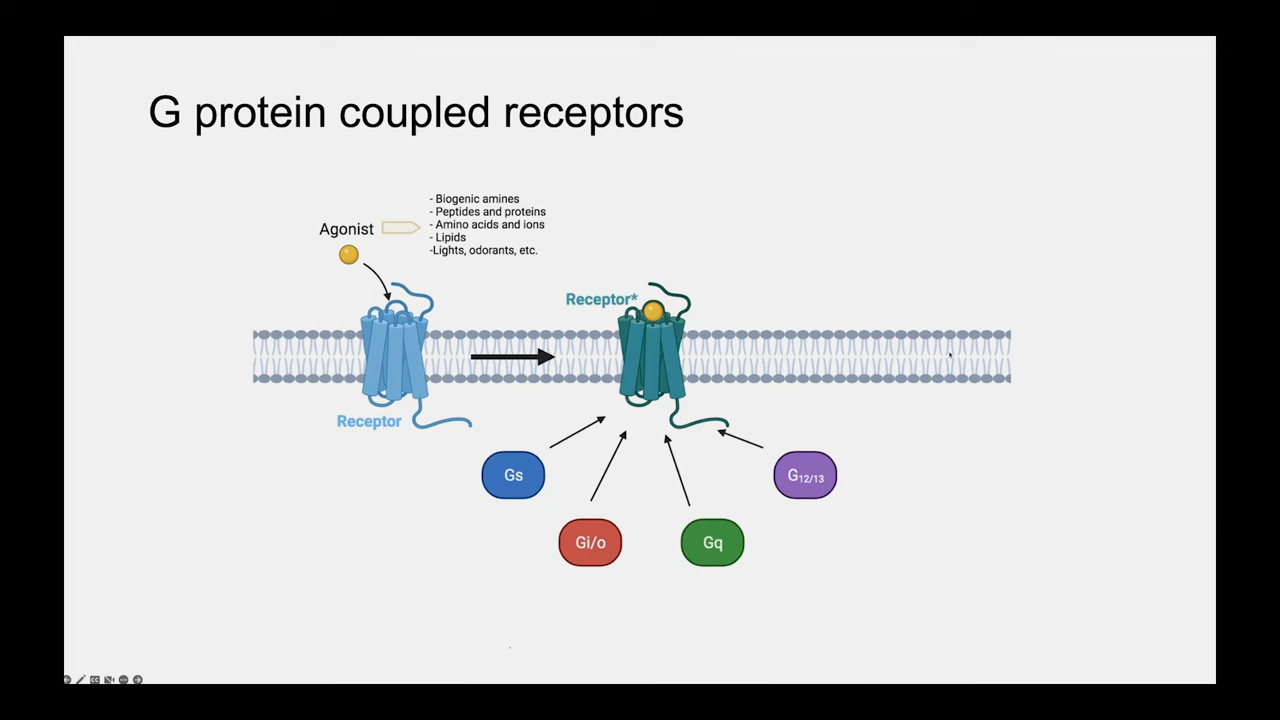 G protein coupled receptors
- Biogenic amines
- Peptides and proteins
Agonist
- Amino acids and ions
- Lipids
-Lights, odorants, etc.
Receptor*
Receptor
Gs
G12/13
Gi/o
Gq